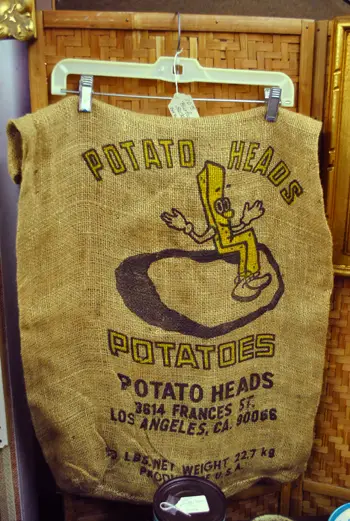 POTATO HEADS
POTATOES
POTATO HEADS
3614 FRANCES ST.
LOS ANGELES, CA. 90066
LBS. NET WEIGHT 22.7 kg
U.S.A.